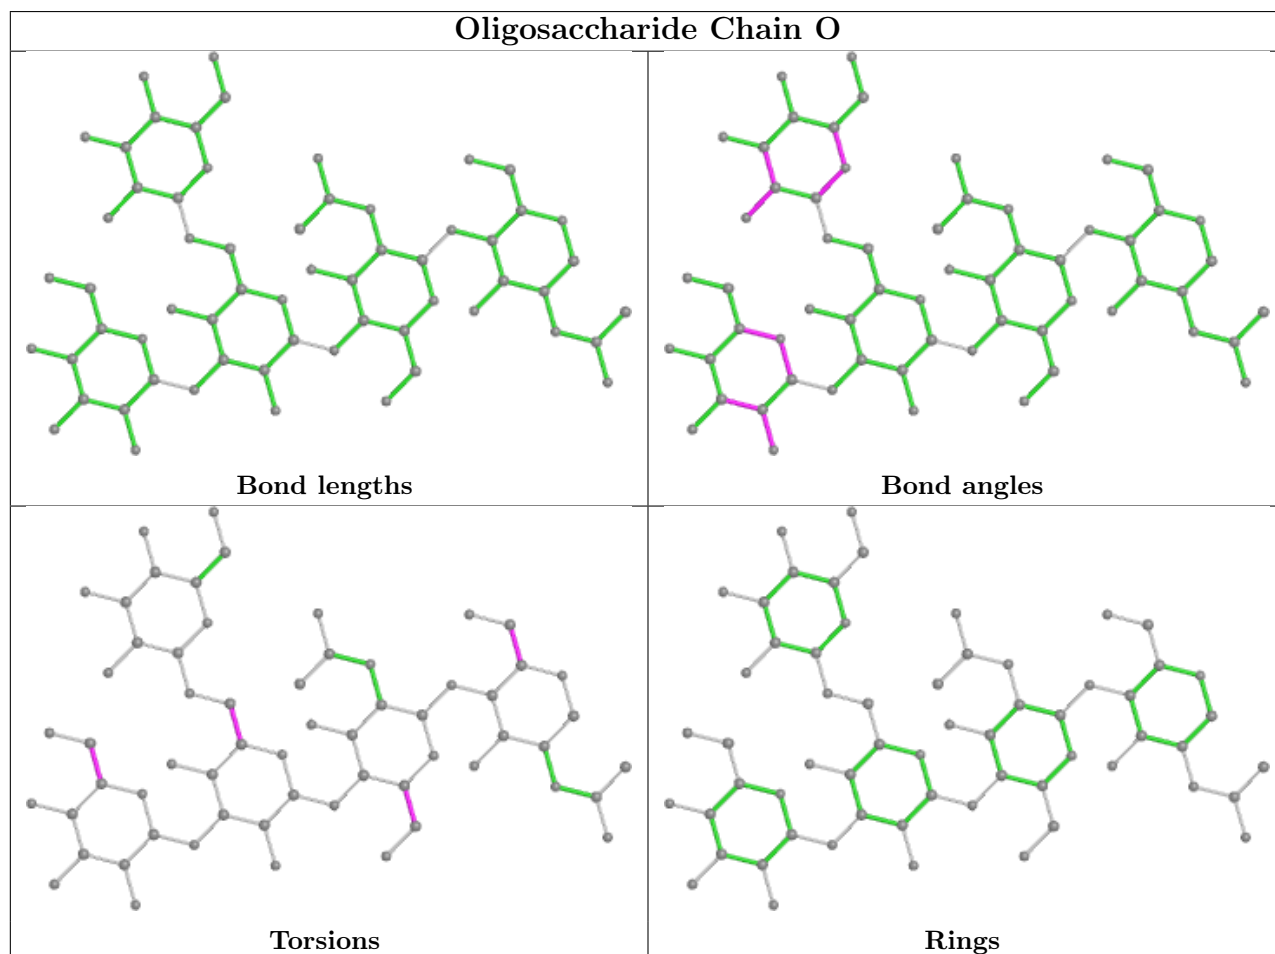 Oligosaccharide Chain O
Bond lengths
Bond angles
Torsions
Rings